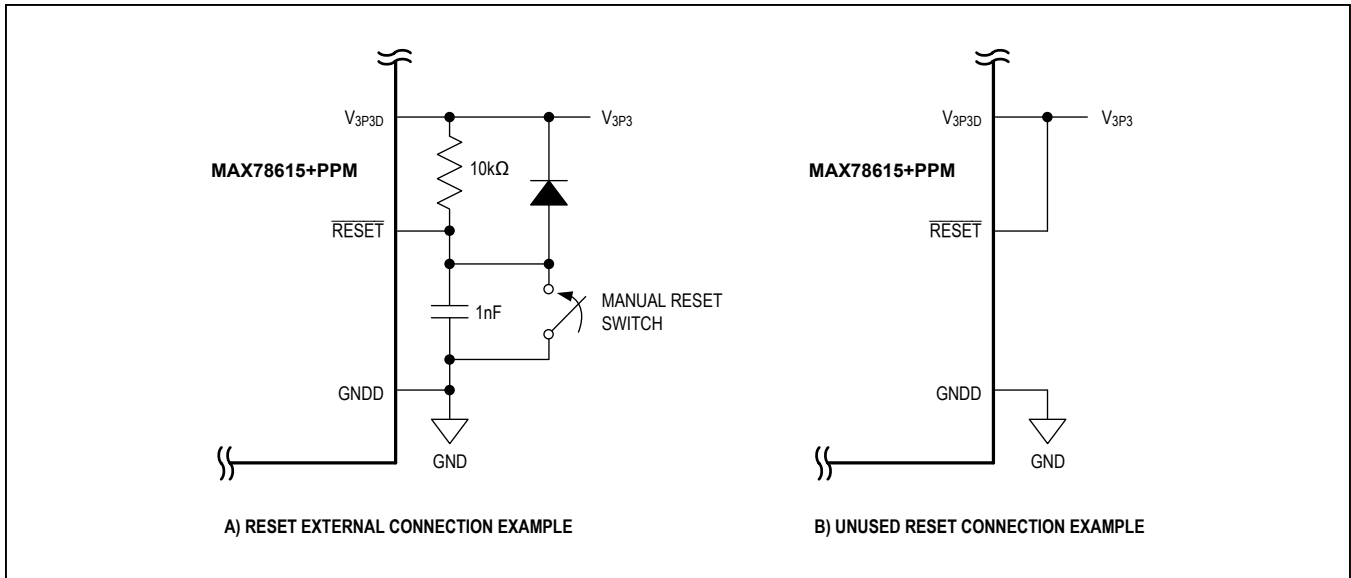 V3P3D
V3P3
MAX78615+PPM
10kΩ
RESET
1nF
MANUAL RESET
SWITCH
GNDD
GND
A) RESET EXTERNAL CONNECTION EXAMPLE
V3P3D
V3P3
MAX78615+PPM
RESET
GNDD
GND
B) UNUSED RESET CONNECTION EXAMPLE